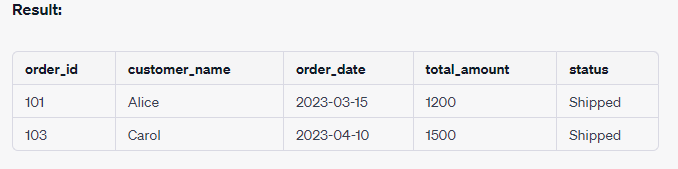 Result:
order_id customer_name order_date total_amount status
101 Alice 2023-03-15 1200 Shipped
103 Carol 2023-04-10 1500 Shipped